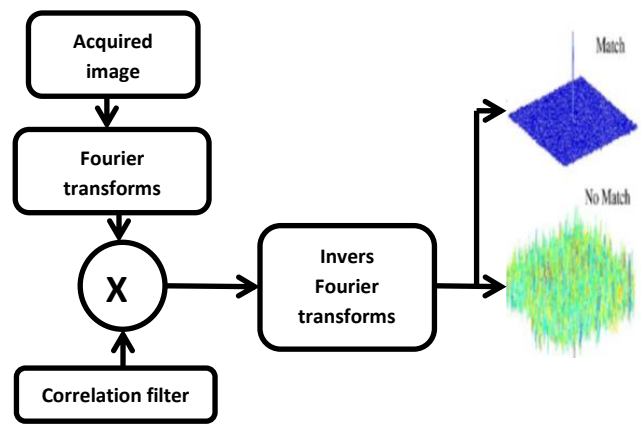 Acquired
image
Fourier
transforms
X
Correlation filter
Invers
Fourier
transforms
Match
No Match